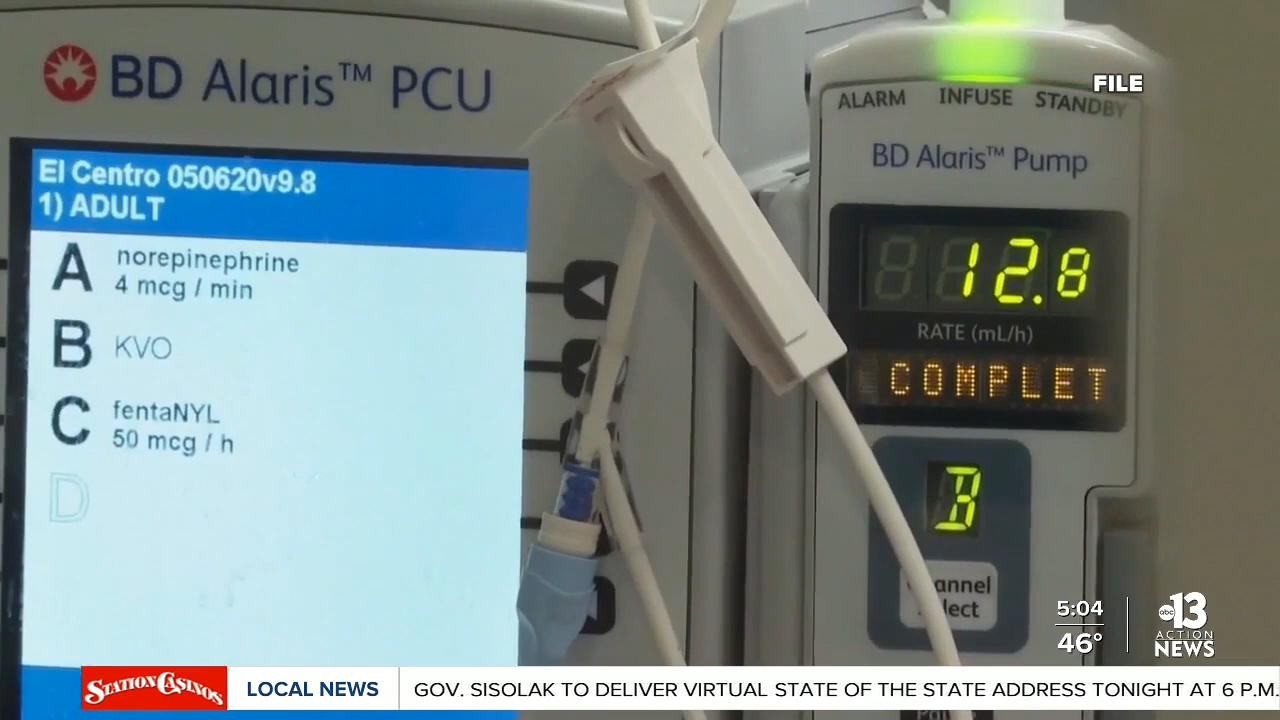 BD Alaris™ PCU
El Centro 050620v9.8
1) ADULT
A norepinephrine
4 mcg / min
B KVO
C fentaNYL
50 mcg / h
D
FILE
ALARM INFUSE STANDBY
BD Alaris™ Pump
12.8
RATE (mL/h)
COMPLET
B
5:04
46°
abc 13
ACTION
NEWS
STATION CASINOS
LOCAL NEWS
GOV. SISOLAK TO DELIVER VIRTUAL STATE OF THE STATE ADDRESS TONIGHT AT 6 P.M.